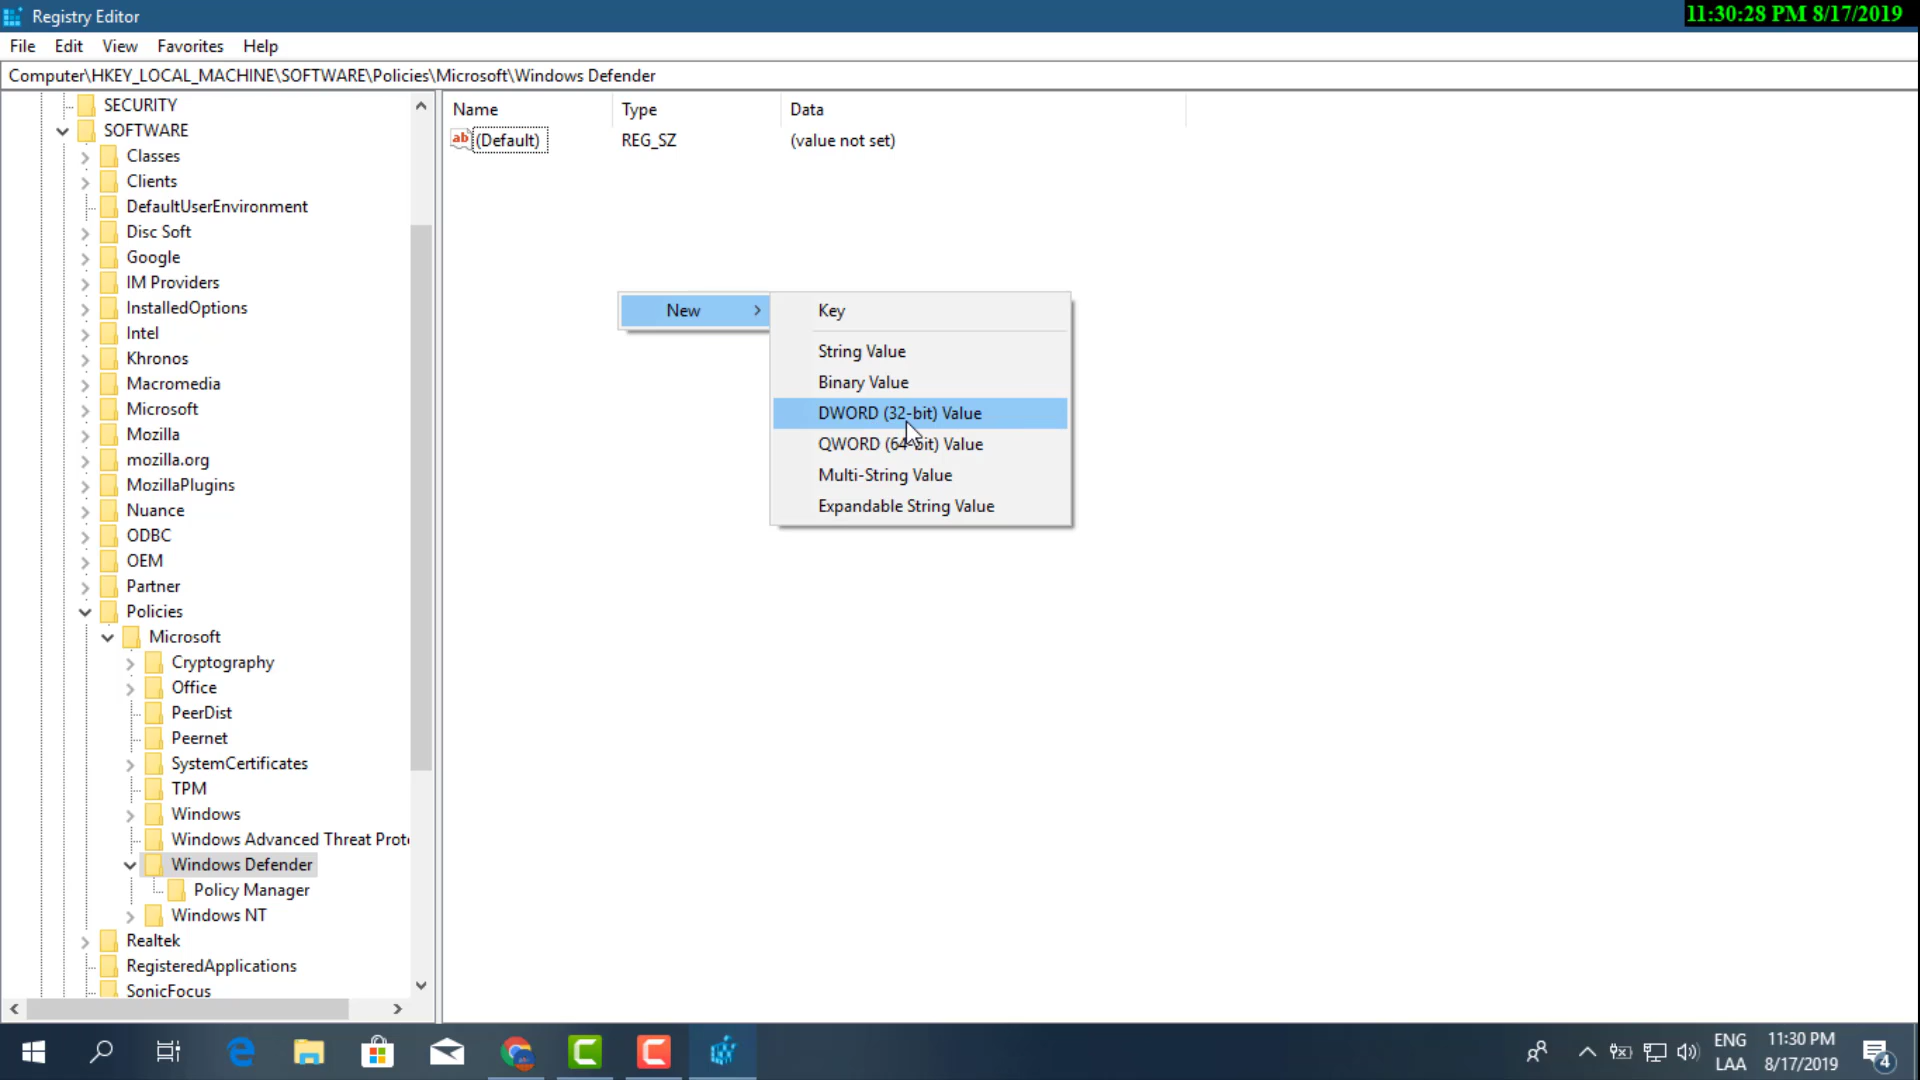 Registry Editor
11:30:28 PM 8/17/2019
File Edit View Favorites Help
Computer\HKEY_LOCAL_MACHINE\SOFTWARE\Policies\Microsoft\Windows Defender
SECURITY
SOFTWARE
Classes
Clients
DefaultUserEnvironment
Disc Soft
Google
IM Providers
InstalledOptions
Intel
Khronos
Macromedia
Microsoft
Mozilla
mozilla.org
MozillaPlugins
Nuance
ODBC
OEM
Partner
Policies
Microsoft
Cryptography
Office
PeerDist
Peernet
SystemCertificates
TPM
Windows
Windows Advanced Threat Prote
Windows Defender
Policy Manager
Windows NT
Realtek
RegisteredApplications
SonicFocus
Name Type Data
ab (Default) REG_SZ (value not set)
New
Key
String Value
Binary Value
DWORD (32-bit) Value
QWORD (64-bit) Value
Multi-String Value
Expandable String Value
ENG
LAA
11:30 PM
8/17/2019
4